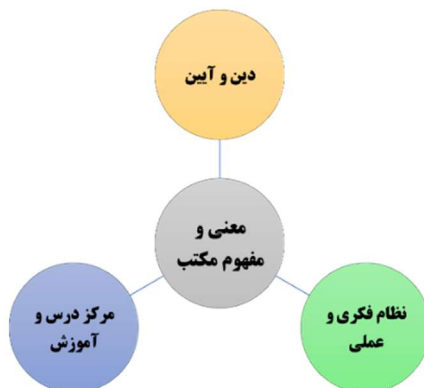 دین و آیین
معنی و
مفهوم مکتب
نظام فکری و
عملی
مرکز درس و
آموزش